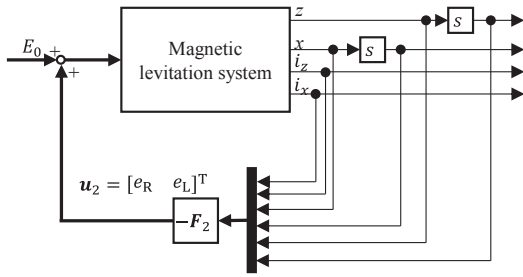 z
s
E₀ + Magnetic x s
levitation system i_z
+ i_x
𝒖₂ = [e_R e_L]ᵀ
−𝑭₂